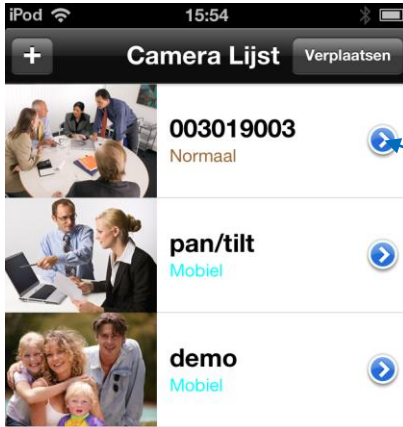 iPod 15:54
+ Camera Lijst Verplaatsen
003019003
Normaal
pan/tilt
Mobiel
demo
Mobiel